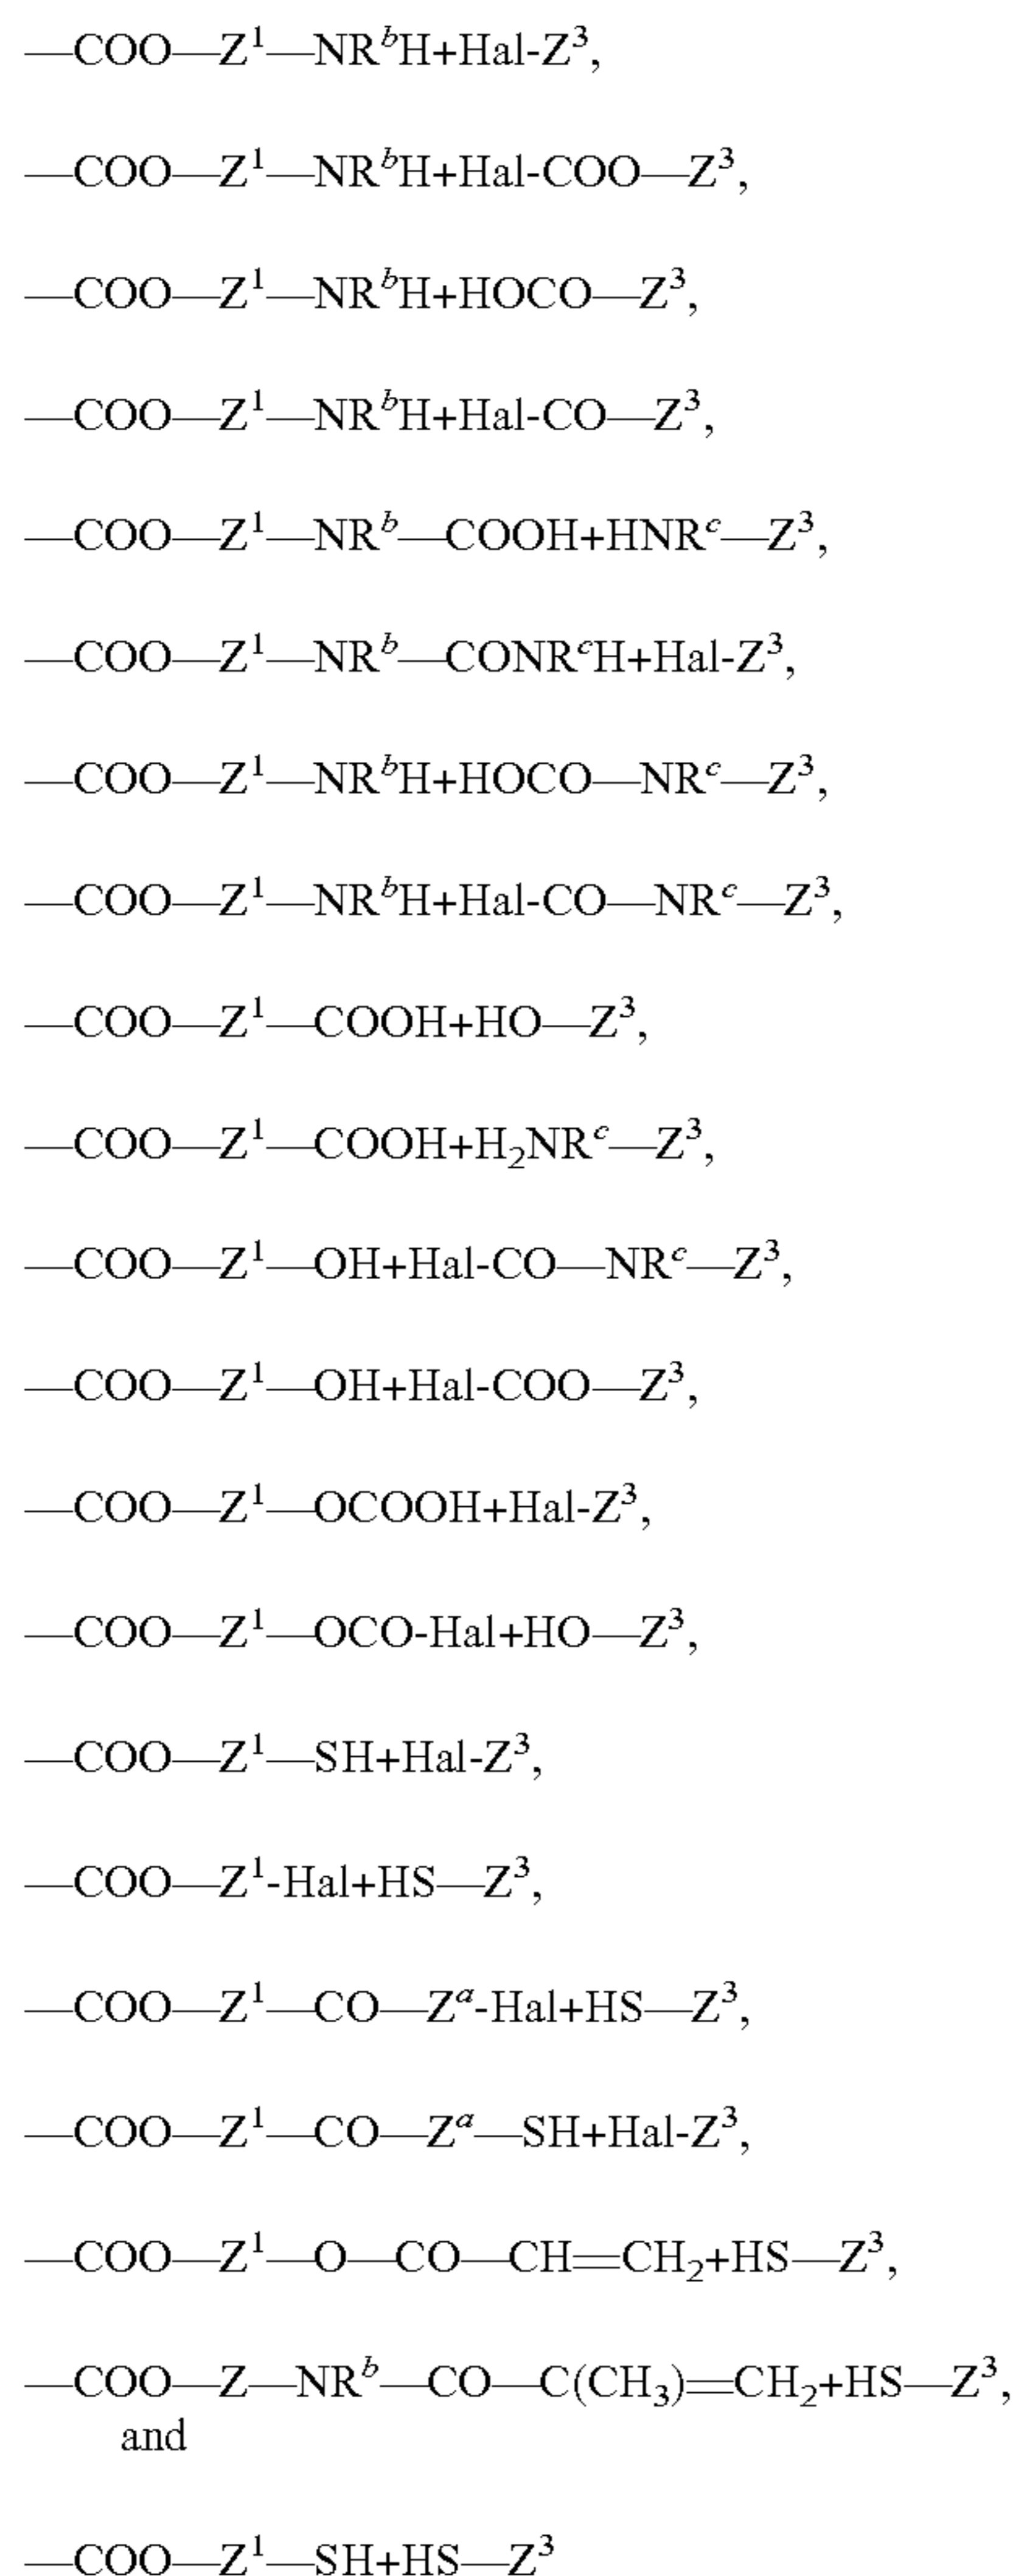 —COO—Z¹—NRᵇH+Hal-Z³,
—COO—Z¹—NRᵇH+Hal-COO—Z³,
—COO—Z¹—NRᵇH+HOCO—Z³,
—COO—Z¹—NRᵇH+Hal-CO—Z³,
—COO—Z¹—NRᵇ—COOH+HNRᶜ—Z³,
—COO—Z¹—NRᵇ—CONRᶜH+Hal-Z³,
—COO—Z¹—NRᵇH+HOCO—NRᶜ—Z³,
—COO—Z¹—NRᵇH+Hal-CO—NRᶜ—Z³,
—COO—Z¹—COOH+HO—Z³,
—COO—Z¹—COOH+H₂NRᶜ—Z³,
—COO—Z¹—OH+Hal-CO—NRᶜ—Z³,
—COO—Z¹—OH+Hal-COO—Z³,
—COO—Z¹—OCOOH+Hal-Z³,
—COO—Z¹—OCO-Hal+HO—Z³,
—COO—Z¹—SH+Hal-Z³,
—COO—Z¹-Hal+HS—Z³,
—COO—Z¹—CO—Zᵃ-Hal+HS—Z³,
—COO—Z¹—CO—Zᵃ—SH+Hal-Z³,
—COO—Z¹—O—CO—CH=CH₂+HS—Z³,
—COO—Z—NRᵇ—CO—C(CH₃)=CH₂+HS—Z³,
and
—COO—Z¹—SH+HS—Z³